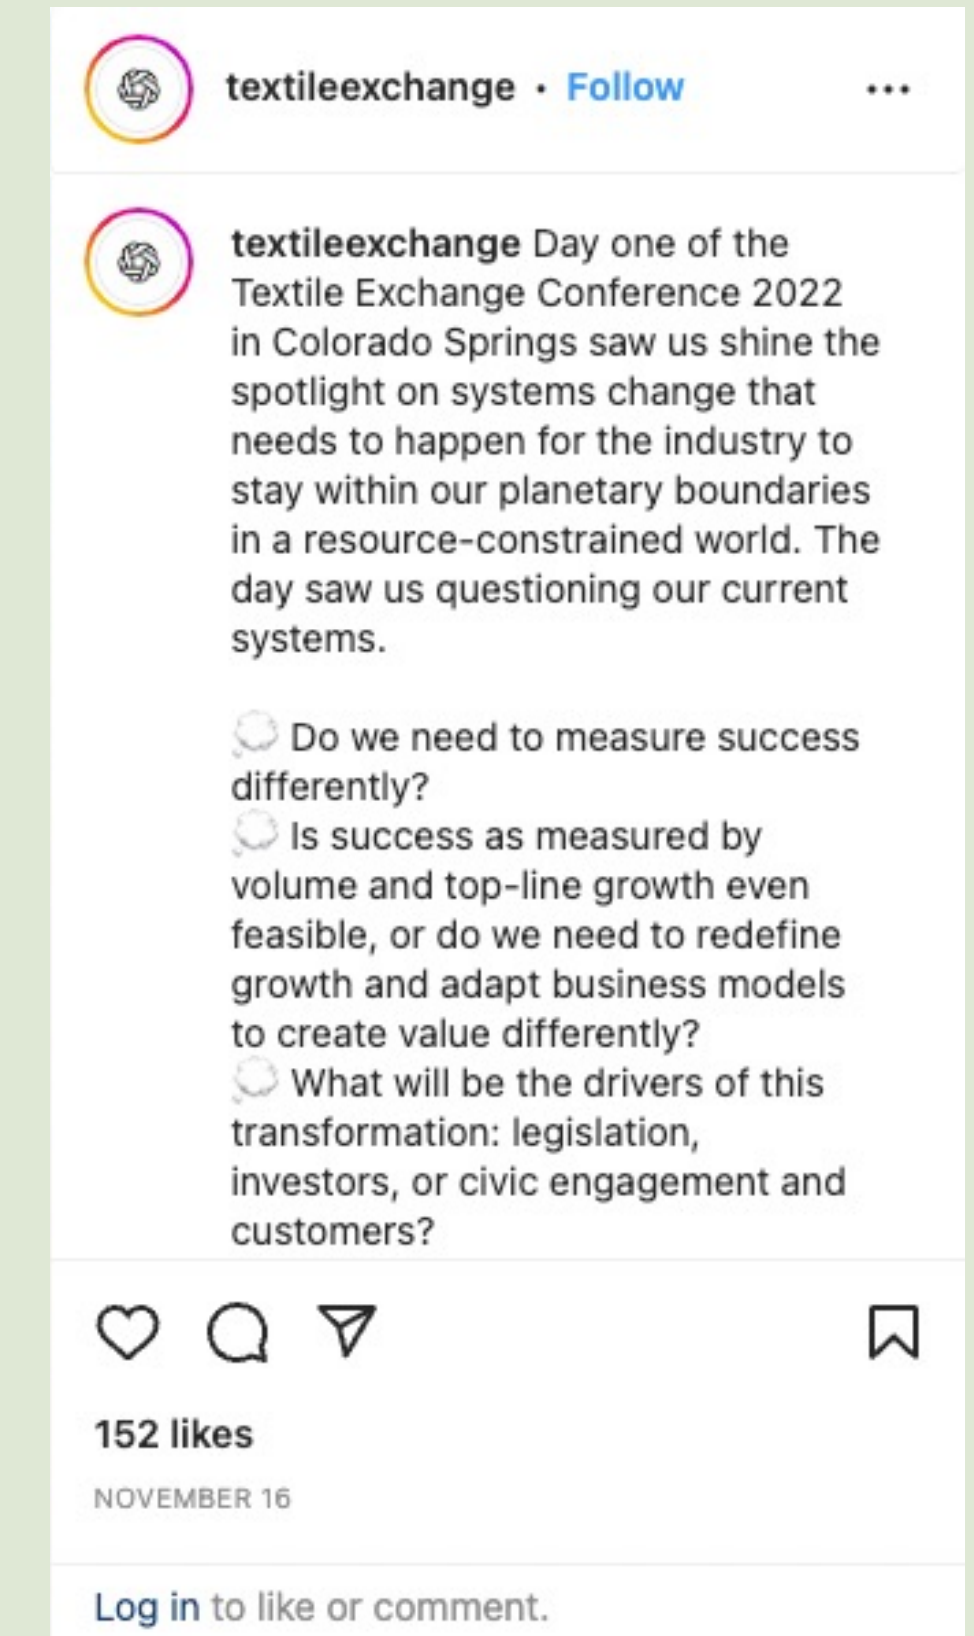 textileexchange • Follow
textileexchange Day one of the
Textile Exchange Conference 2022
in Colorado Springs saw us shine the
spotlight on systems change that
needs to happen for the industry to
stay within our planetary boundaries
in a resource-constrained world. The
day saw us questioning our current
systems.
💭 Do we need to measure success
differently?
💭 Is success as measured by
volume and top-line growth even
feasible, or do we need to redefine
growth and adapt business models
to create value differently?
💭 What will be the drivers of this
transformation: legislation,
investors, or civic engagement and
customers?
152 likes
NOVEMBER 16
Log in to like or comment.